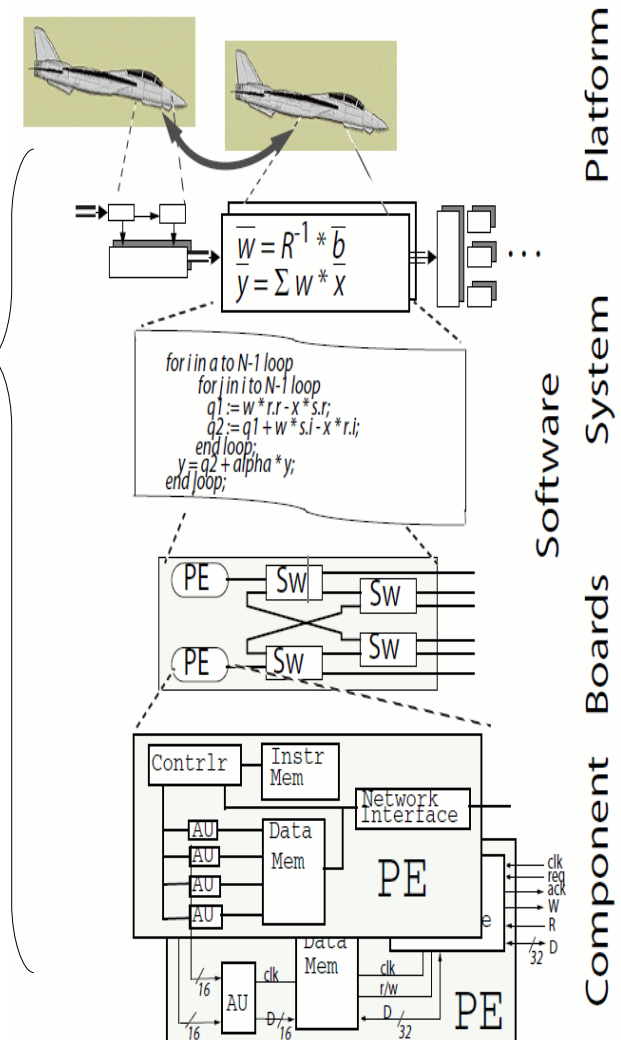 Platform
w = R⁻¹ * b
y = Σ w * x
• • •
System
for i in a to N-1 loop
for j in i to N-1 loop
q1 := w * r.r - x * s.r;
q2 := q1 + w * s.i - x * r.i;
end loop;
y = q2 + alpha * y;
end loop;
Software
PE
Sw
Sw
PE
Sw
Sw
Boards
Contrlr
Instr
Mem
Network
Interface
AU
AU
AU
AU
Data
Mem
PE
Component
clk
req
ack
W
R
D
32
e
Data
Mem
16
AU
clk
D
16
16
clk
r/w
D
32
PE